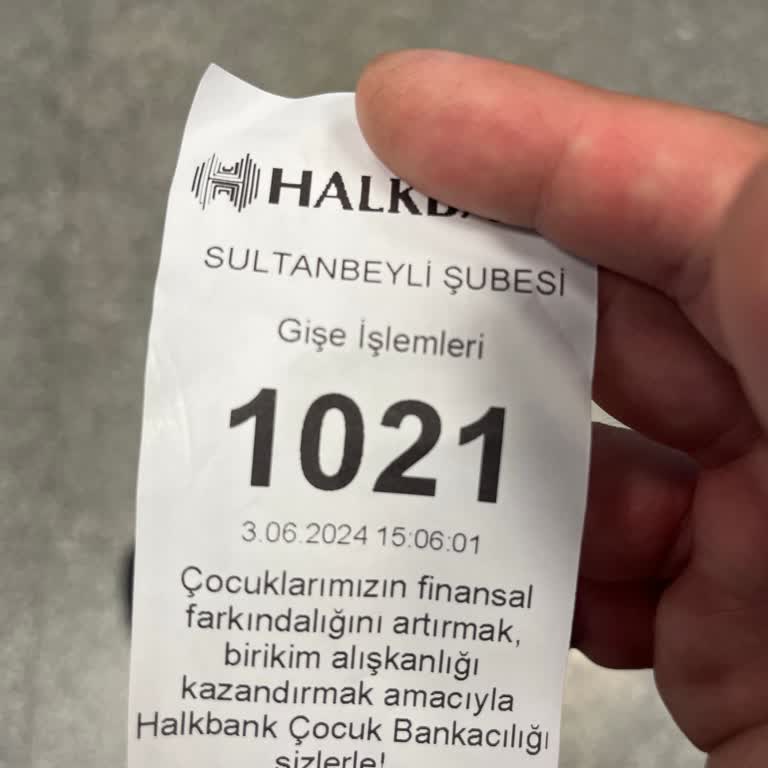 SULTANBEYLİ ŞUBESİ
Gişe İşlemleri
1021
3.06.2024 15:06:01
Çocuklarımızın finansal
farkındalığını artırmak,
birikim alışkanlığı
kazandırmak amacıyla
Halkbank Çocuk Bankacılığı
sizlerle!